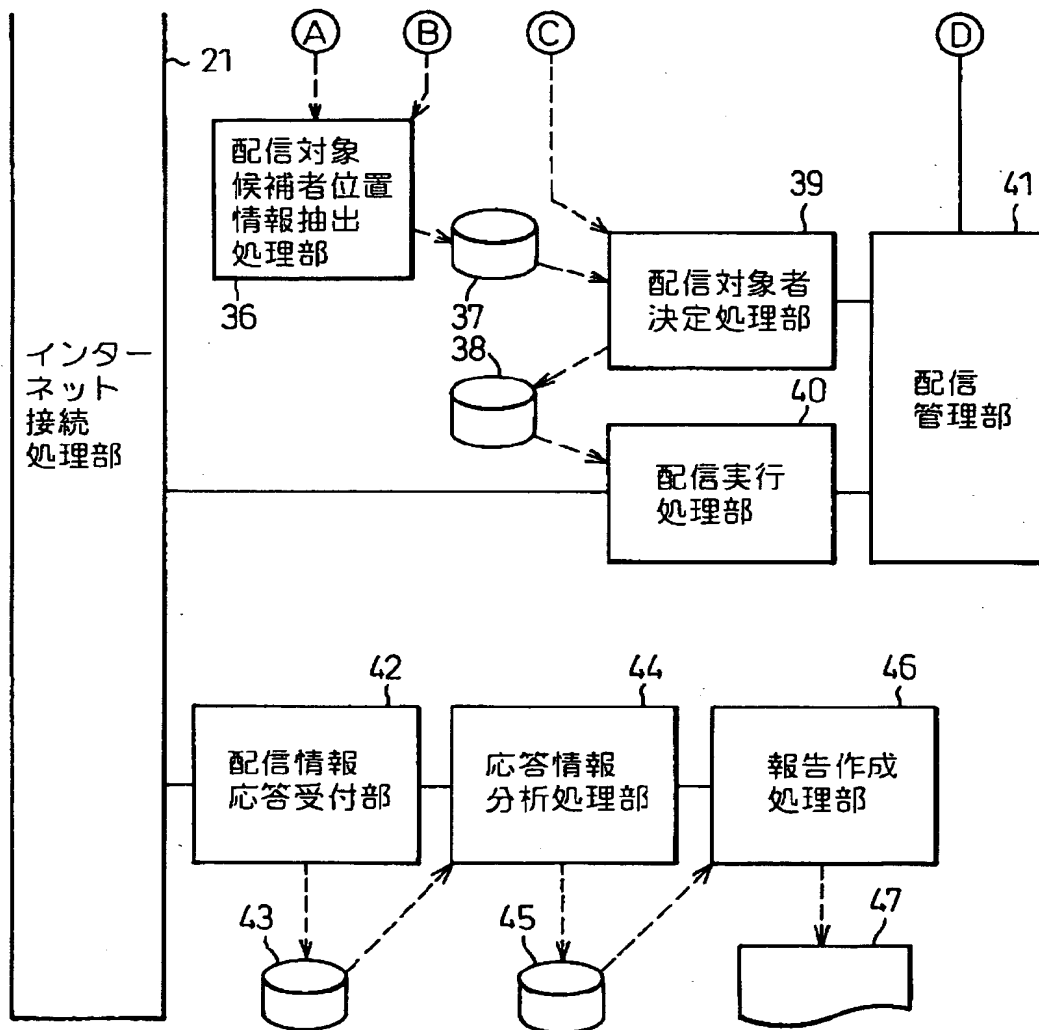 A
B
C
D
21
配信対象
候補者位置
情報抽出
処理部
36
37
38
39
配信対象者
決定処理部
40
配信実行
処理部
41
配信
管理部
インター
ネット
接続
処理部
42
配信情報
応答受付部
43
44
応答情報
分析処理部
45
46
報告作成
処理部
47